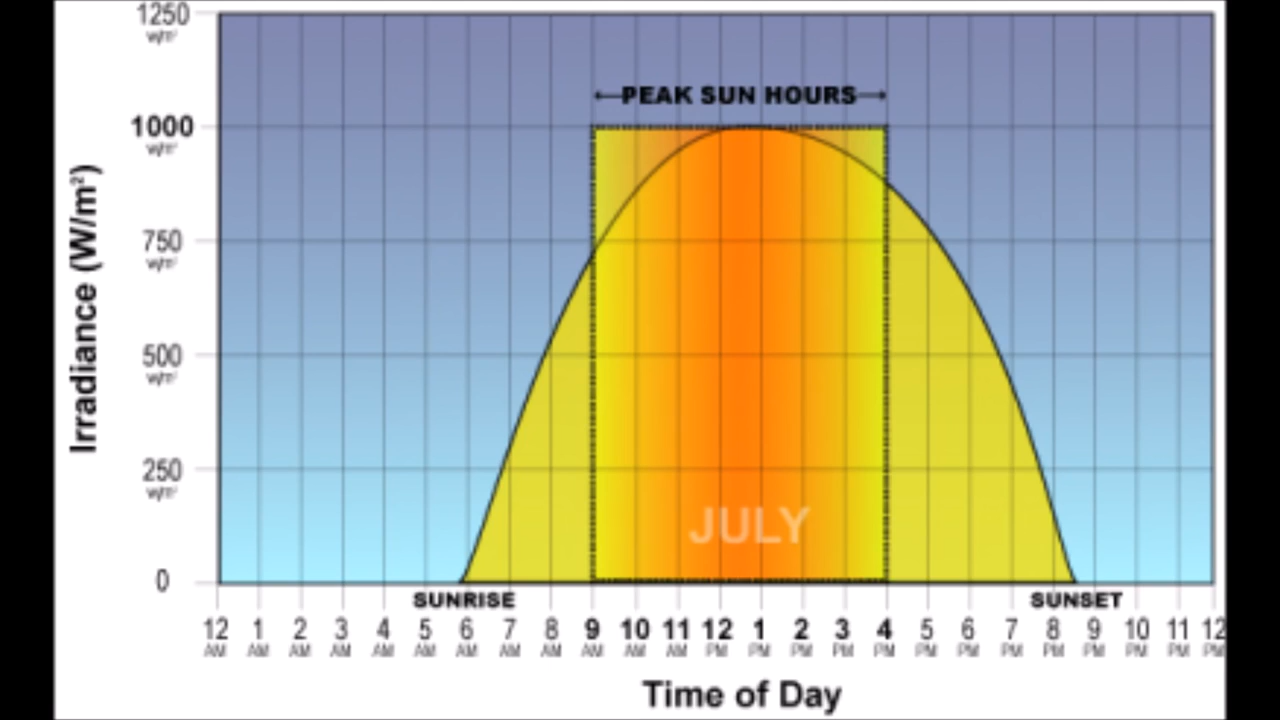 1250
W/m²
PEAK SUN HOURS
1000
W/m²
750
W/m²
500
W/m²
250
W/m²
0
Irradiance (W/m²)
JULY
SUNRISE SUNSET
12 1 2 3 4 5 6 7 8 9 10 11 12 1 2 3 4 5 6 7 8 9 10 11 12
AM AM AM AM AM AM AM AM AM AM AM AM PM PM PM PM PM PM PM PM PM PM PM PM PM
Time of Day